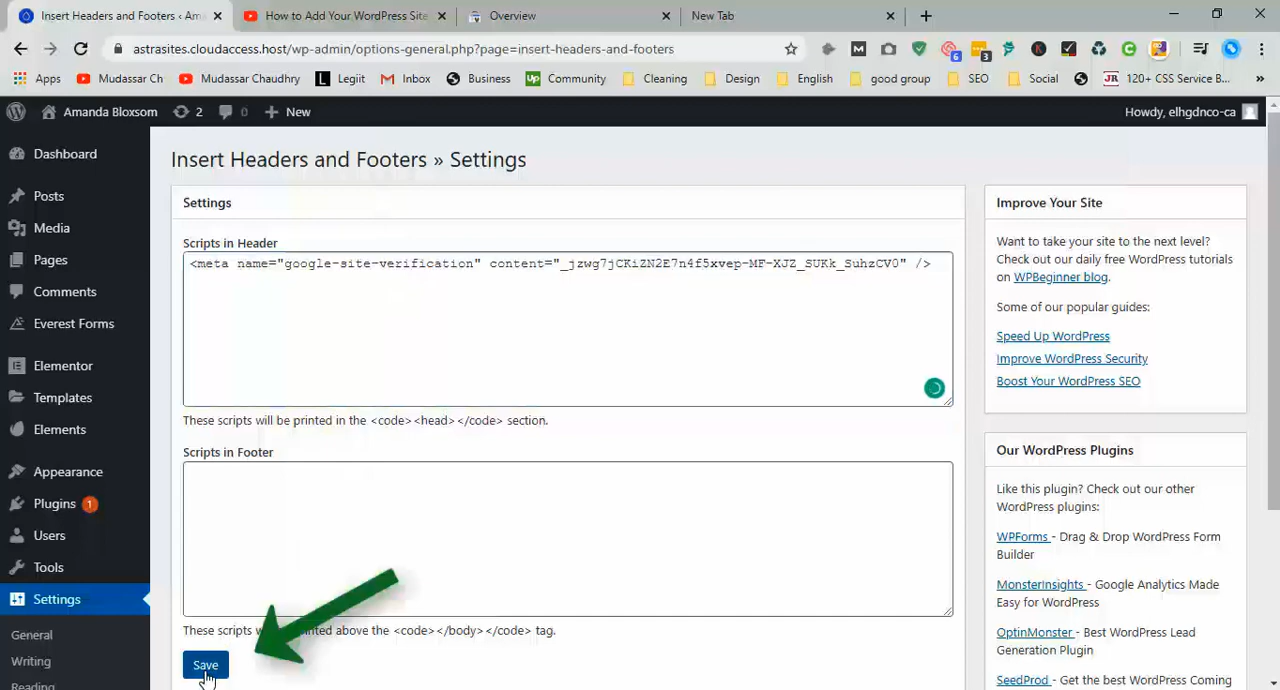 Insert Headers and Footers ‹ Ama
How to Add Your WordPress Site
Overview
New Tab
astrasites.cloudaccess.host/wp-admin/options-general.php?page=insert-headers-and-footers
6
3
Apps
Mudassar Ch
Mudassar Chaudhry
Legiit
Inbox
Business
Up
Community
Cleaning
Design
English
good group
SEO
Social
JR
120+ CSS Service B...
»
Amanda Bloxsom
2
0
New
Howdy, elhgdnco-ca
Dashboard
Posts
Media
Pages
Comments
Everest Forms
Elementor
Templates
Elements
Appearance
Plugins 1
Users
Tools
Settings
General
Writing
Reading
Insert Headers and Footers » Settings
Settings
Scripts in Header
<meta name="google-site-verification" content="_jzwg7jCKiZN2E7n4f5xvep-MF-XJZ_SUKk_SuhzCV0" />
These scripts will be printed in the <code><head></code> section.
Scripts in Footer
These scripts printed above the <code></body></code> tag.
Save
Improve Your Site
Want to take your site to the next level?
Check out our daily free WordPress tutorials
on WPBeginner blog.
Some of our popular guides:
Speed Up WordPress
Improve WordPress Security
Boost Your WordPress SEO
Our WordPress Plugins
Like this plugin? Check out our other
WordPress plugins:
WPForms - Drag & Drop WordPress Form
Builder
MonsterInsights - Google Analytics Made
Easy for WordPress
OptinMonster - Best WordPress Lead
Generation Plugin
SeedProd - Get the best WordPress Coming